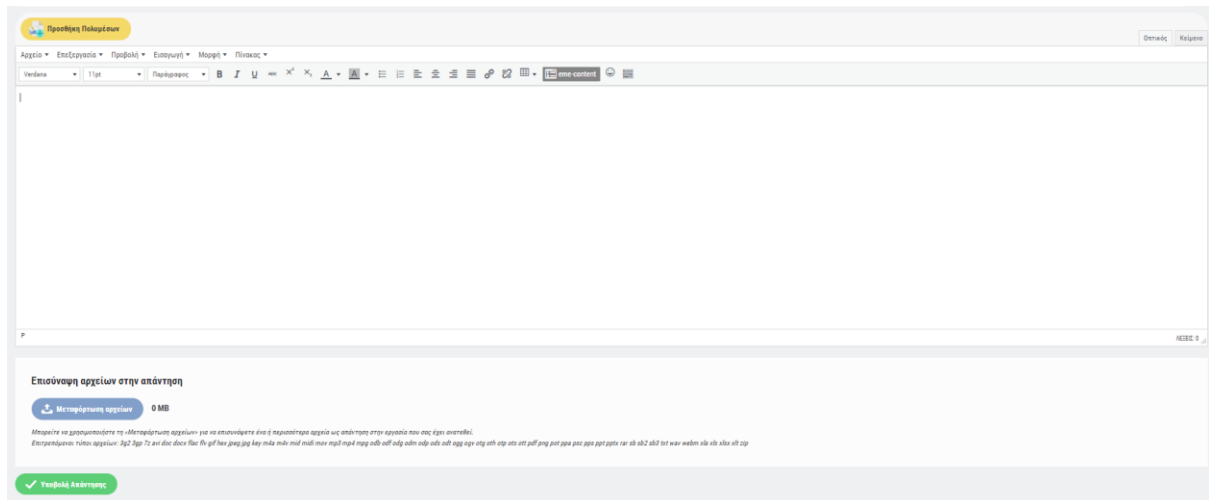 Προσθήκη Πολυμέσων
Οπτικός Κείμενο
Αρχείο Επεξεργασία Προβολή Εισαγωγή Μορφή Πίνακας
Verdana 11pt Παράγραφος B I U ABC X² X₂ A A eme-content
P
ΛΕΞΕΙΣ: 0
Επισύναψη αρχείων στην απάντηση
Μεταφόρτωση αρχείων 0 MB
Μπορείτε να χρησιμοποιήστε τη «Μεταφόρτωση αρχείων» για να επισυνάψετε ένα ή περισσότερα αρχεία ως απάντηση στην εργασία που σας έχει ανατεθεί.
Επιτρεπόμενοι τύποι αρχείων: 3g2 3gp 7z avi doc docx flac flv gif hex jpeg jpg key m4a m4v mid midi mov mp3 mp4 mpg odb odf odg odm odp ods odt ogg ogv otg oth otp ots ott pdf png pot ppa pps ppt pptx rar sb sb2 sb3 txt wav webm xla xls xlsx xlt zip
Υποβολή Απάντησης